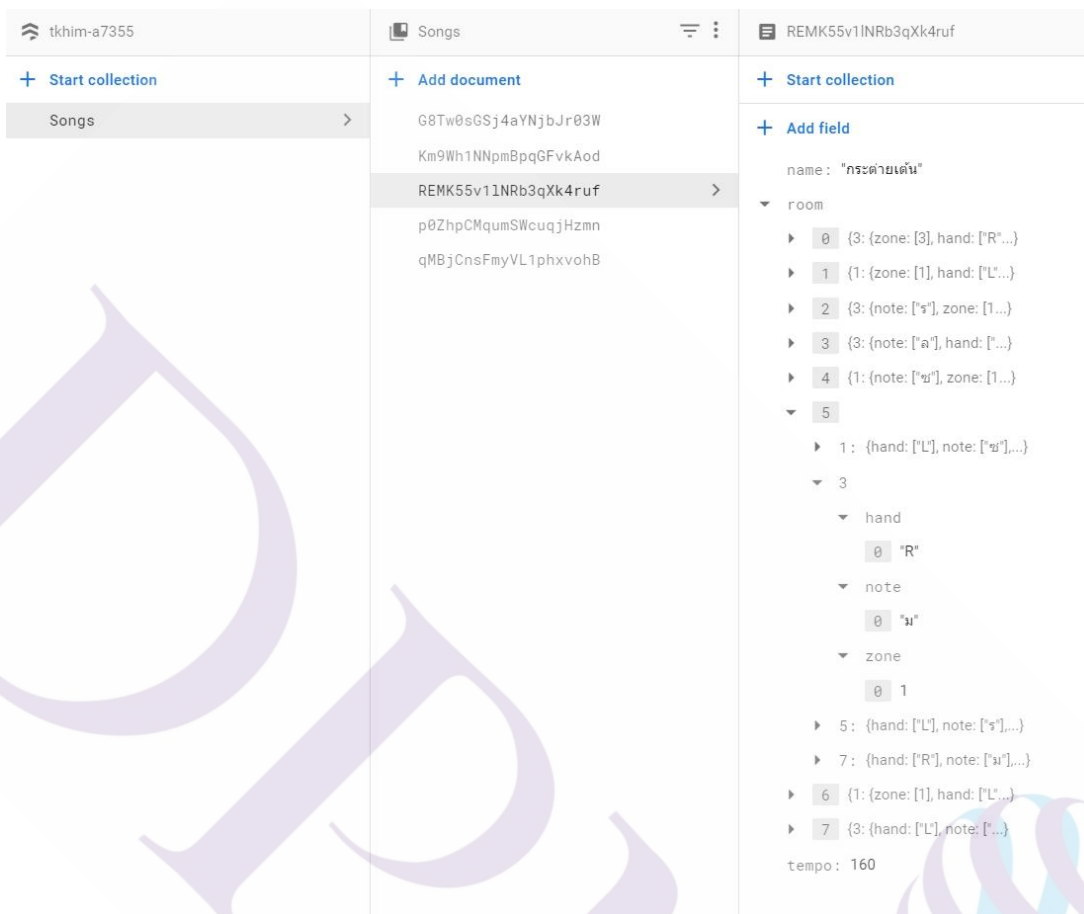 tkhim-a7355
Start collection
Songs
Songs
Add document
G8Tw0sGSj4aYNjbJr03W
Km9Wh1NNpmBpqGFvkAod
REMK55v1lNRb3qXk4ruf
p0ZhpCMqumSWcuqjHzmn
qMBjCnsFmyVL1phxvohB
REMK55v1lNRb3qXk4ruf
Start collection
Add field
name: "กระต่ายเต้น"
room
0 {3: {zone: [3], hand: ["R"...}
1 {1: {zone: [1], hand: ["L"...}
2 {3: {note: ["ร"], zone: [1...}
3 {3: {note: ["ล"], hand: ["...}
4 {1: {note: ["ซ"], zone: [1...}
5
1: {hand: ["L"], note: ["ซ"],...}
3
hand
0 "R"
note
0 "ม"
zone
0 1
5: {hand: ["L"], note: ["ร"],...}
7: {hand: ["R"], note: ["ม"],...}
6 {1: {zone: [1], hand: ["L"...}
7 {3: {hand: ["L"], note: ["...}
tempo: 160